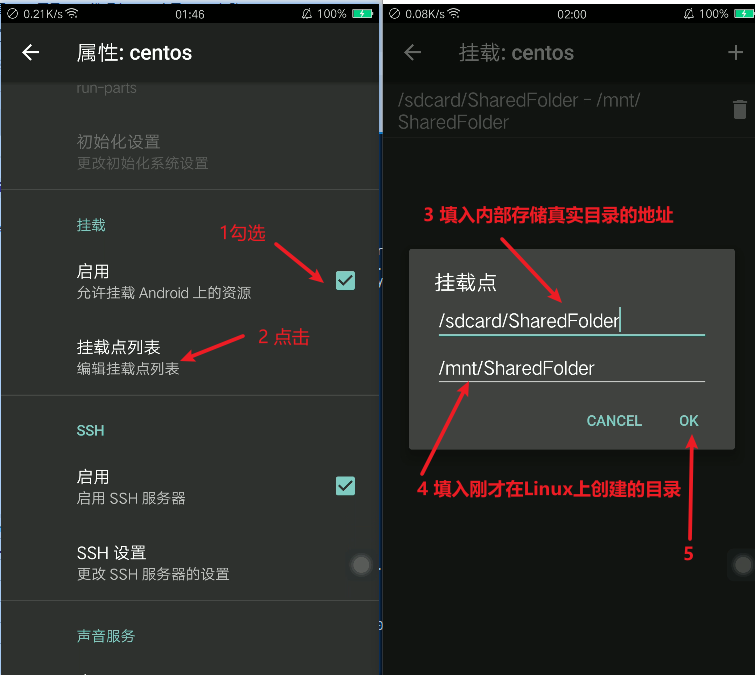 0.21K/s
01:46
100%
属性: centos
run-parts
初始化设置
更改初始化系统设置
挂载
1勾选
启用
允许挂载 Android 上的资源
2 点击
挂载点列表
编辑挂载点列表
SSH
启用
启用 SSH 服务器
SSH 设置
更改 SSH 服务器的设置
声音服务
0.08K/s
02:00
100%
挂载: centos
/sdcard/SharedFolder - /mnt/
SharedFolder
3 填入内部存储真实目录的地址
挂载点
/sdcard/SharedFolder
/mnt/SharedFolder
CANCEL
OK
4 填入刚才在Linux上创建的目录
5